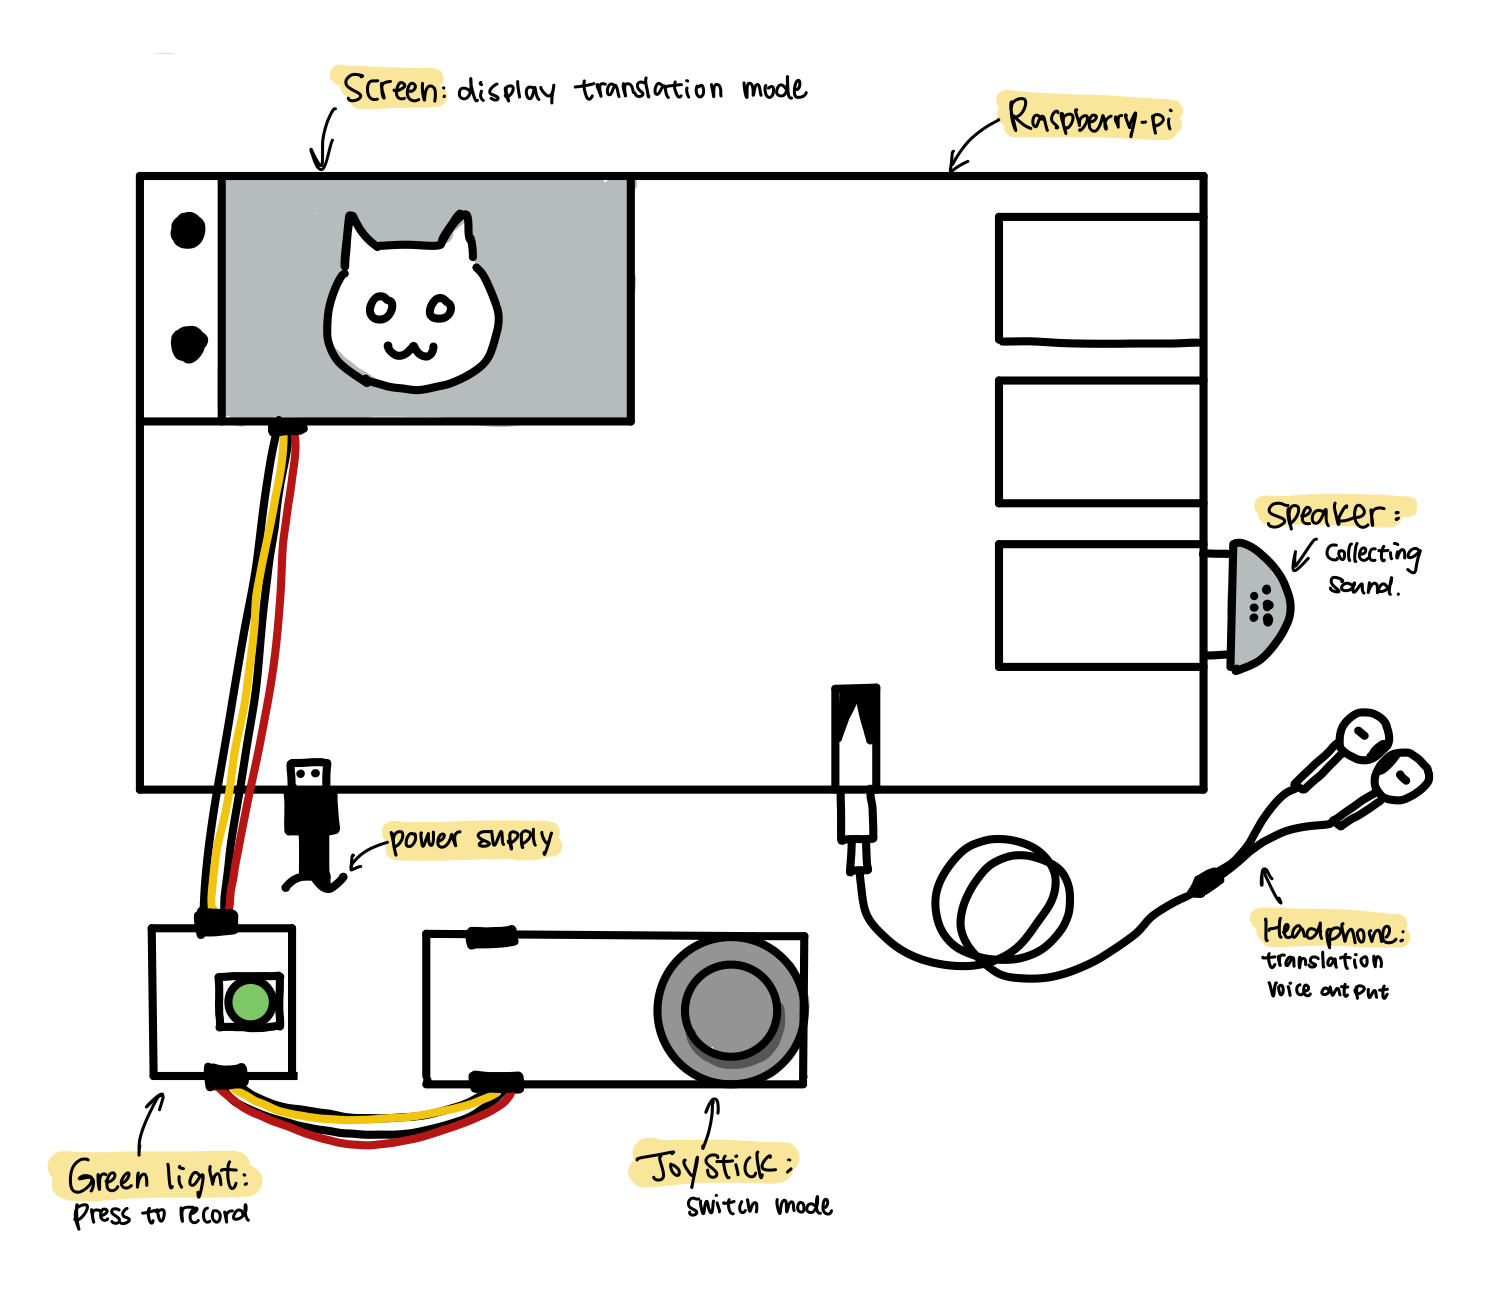 Screen: display translation mode
Raspberry-pi
Speaker:
Collecting
Sound.
power supply
Headphone:
translation
Voice output
Green light:
Press to record
Joystick:
Switch mode